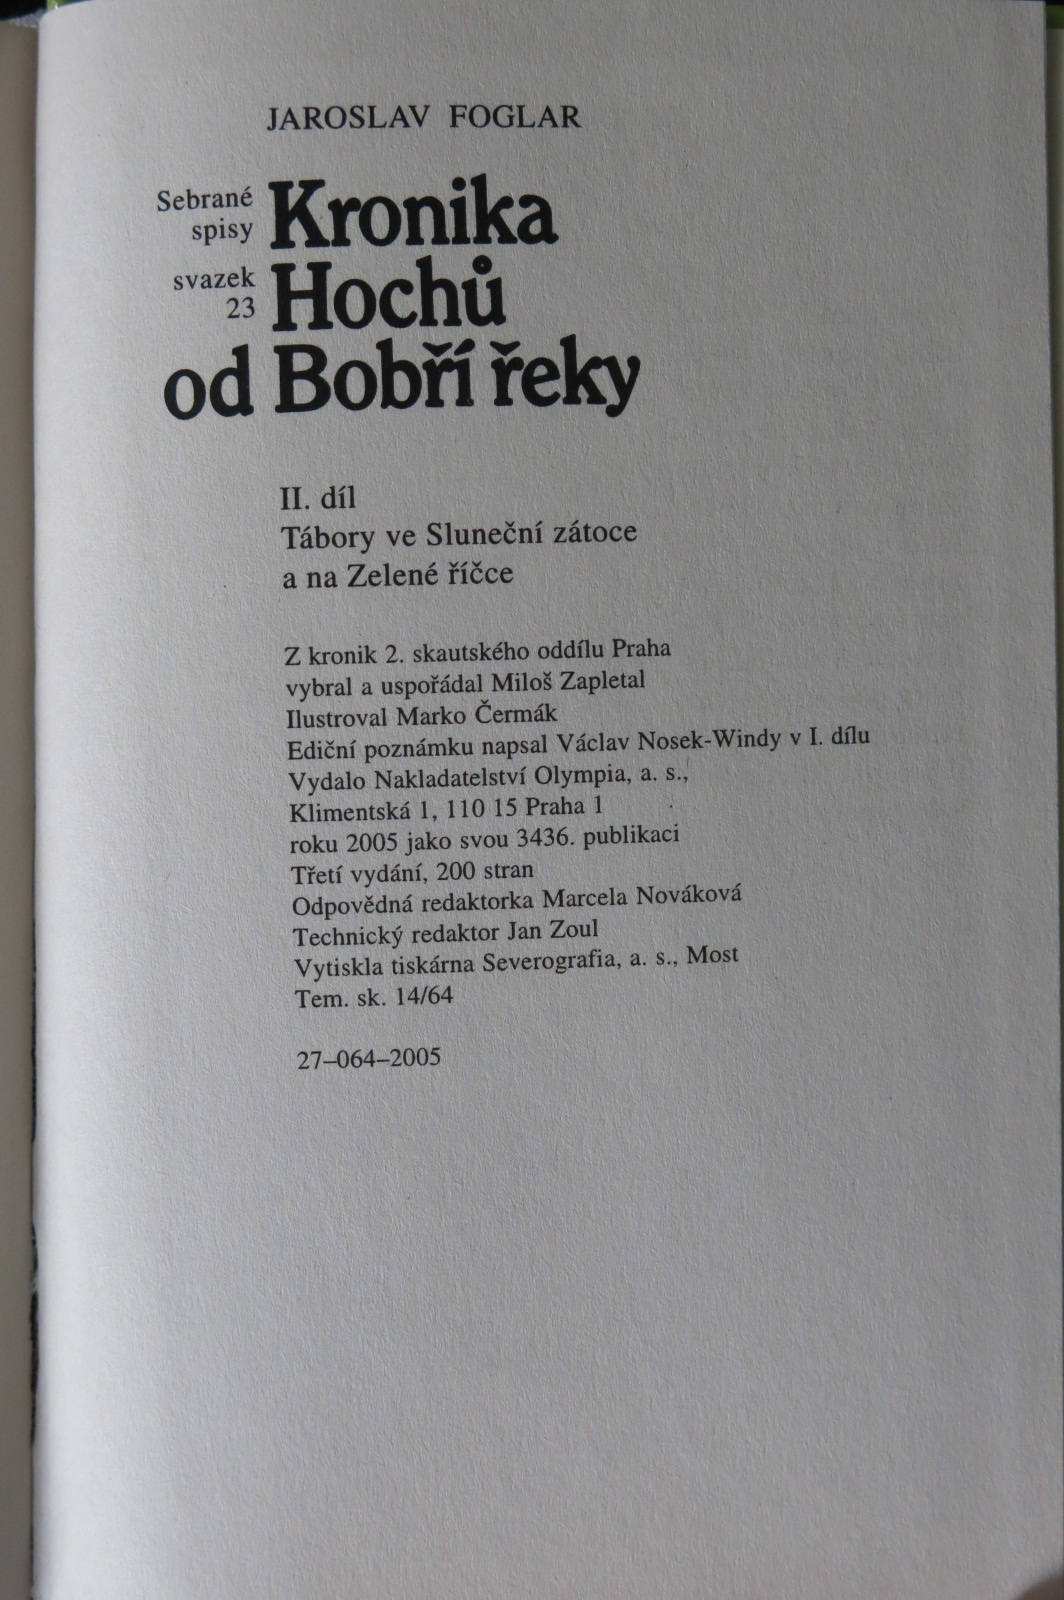 JAROSLAV FOGLAR
Sebrané
spisy
svazek
23
Kronika
Hochů
od Bobří řeky
II. díl
Tábory ve Sluneční zátoce
a na Zelené říčce
Z kronik 2. skautského oddílu Praha
vybral a uspořádal Miloš Zapletal
Ilustroval Marko Čermák
Ediční poznámku napsal Václav Nosek-Windy v I. dílu
Vydalo Nakladatelství Olympia, a. s.,
Klimentská 1, 110 15 Praha 1
roku 2005 jako svou 3436. publikaci
Třetí vydání, 200 stran
Odpovědná redaktorka Marcela Nováková
Technický redaktor Jan Zoul
Vytiskla tiskárna Severografia, a. s., Most
Tem. sk. 14/64
27–064–2005